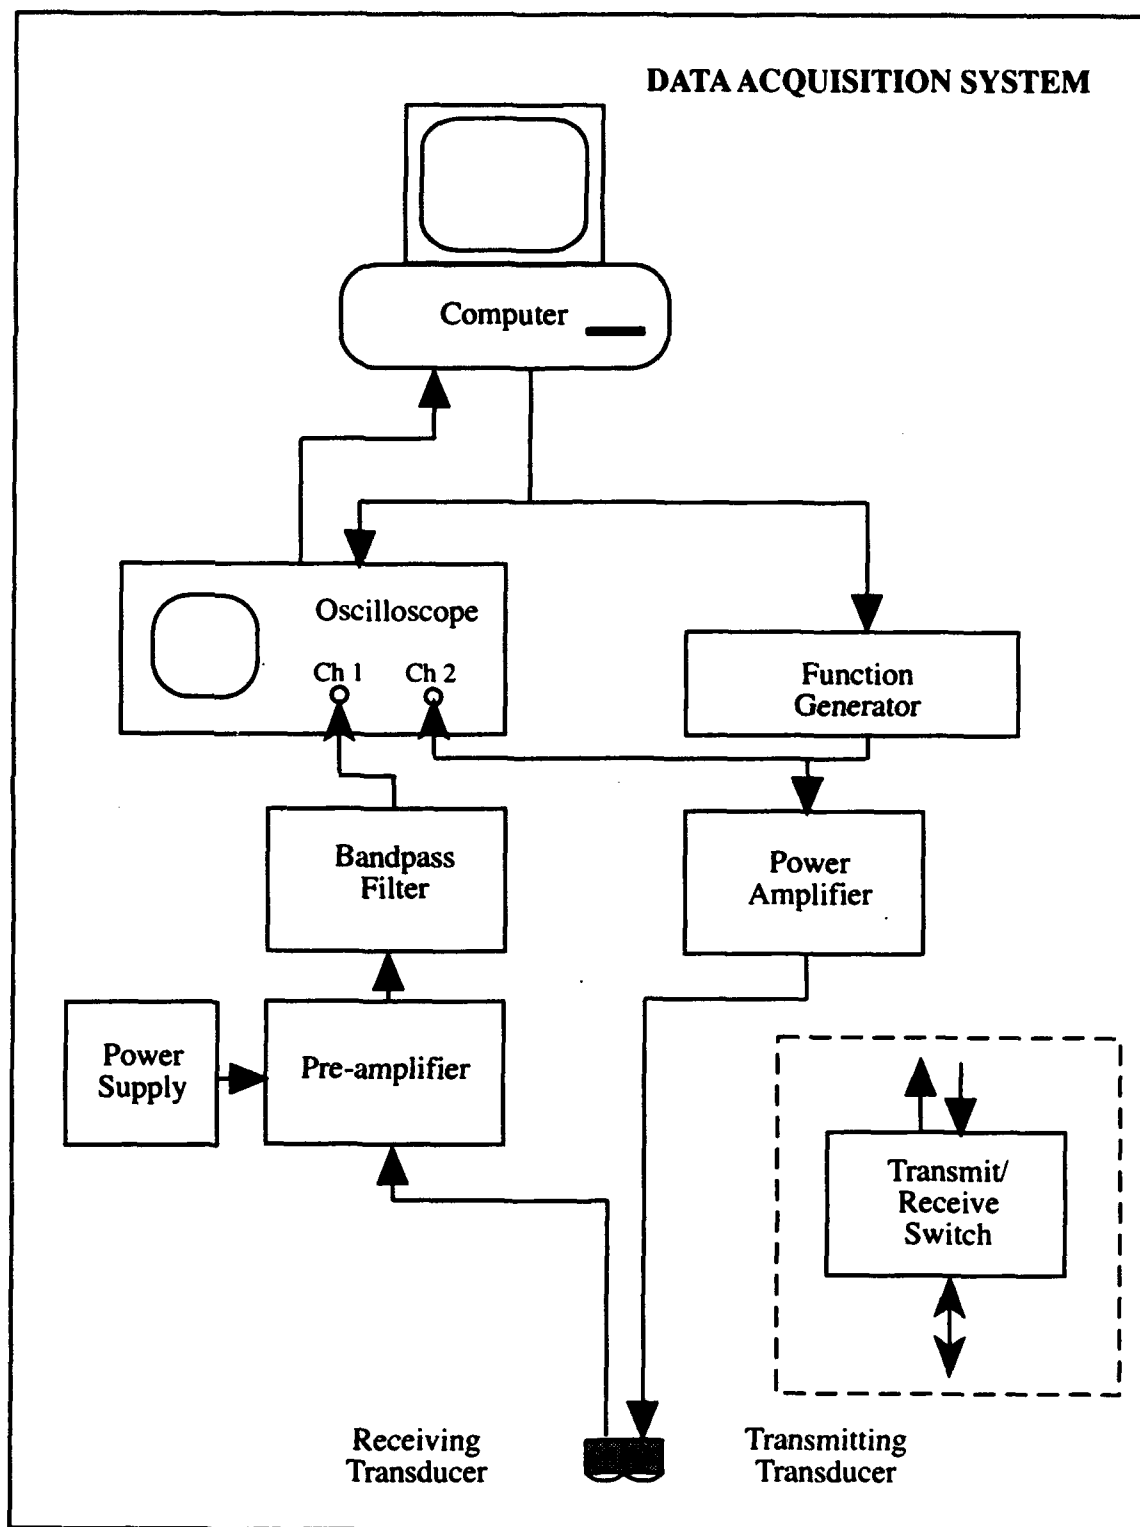 DATA ACQUISITION SYSTEM
Computer
Oscilloscope
Ch 1
Ch 2
Function
Generator
Bandpass
Filter
Power
Amplifier
Power
Supply
Pre-amplifier
Transmit/
Receive
Switch
Receiving
Transducer
Transmitting
Transducer